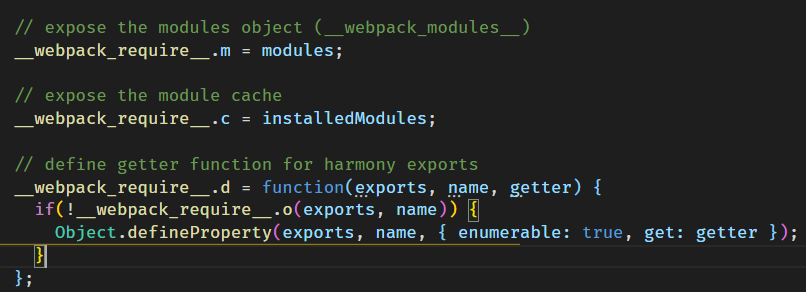 // expose the modules object (__webpack_modules__)
__webpack_require__.m = modules;
// expose the module cache
__webpack_require__.c = installedModules;
// define getter function for harmony exports
__webpack_require__.d = function(exports, name, getter) {
if(!__webpack_require__.o(exports, name)) {
Object.defineProperty(exports, name, { enumerable: true, get: getter });
}
};